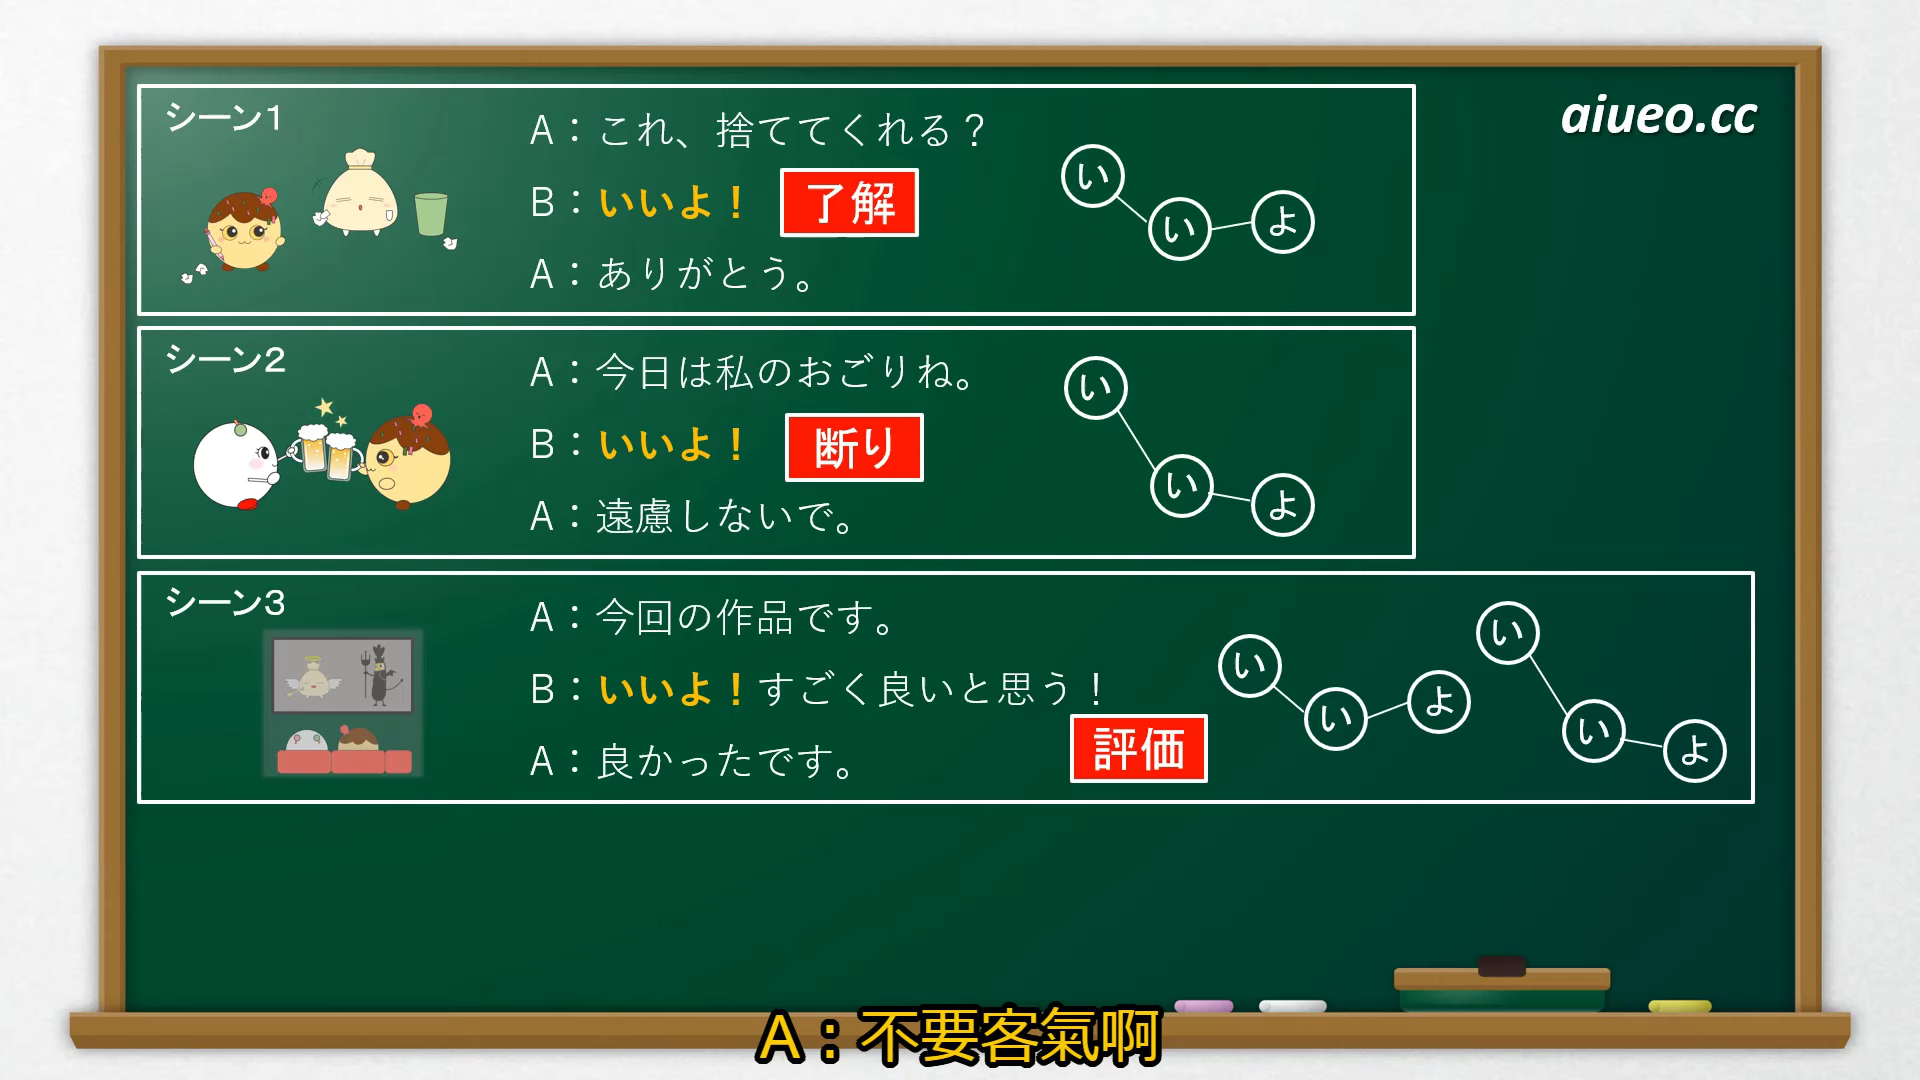 aiueo.cc
シーン1
A：これ、捨ててくれる？
B：いいよ！ 了解
A：ありがとう。
い い よ
シーン2
A：今日は私のおごりね。
B：いいよ！ 断り
A：遠慮しないで。
い い よ
シーン3
A：今回の作品です。
B：いいよ！すごく良いと思う！
評価
A：良かったです。
い い よ
い い よ
A：不要客氣啊